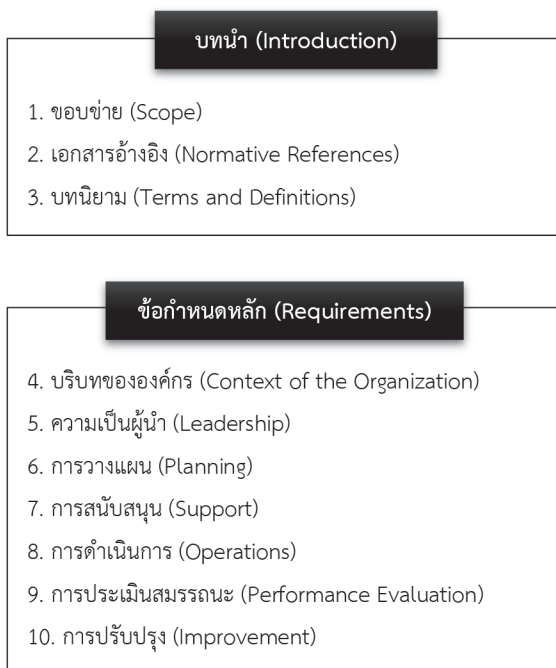 บทนำ (Introduction)
1. ขอบข่าย (Scope)
2. เอกสารอ้างอิง (Normative References)
3. บทนิยาม (Terms and Definitions)
ข้อกำหนดหลัก (Requirements)
4. บริบทขององค์กร (Context of the Organization)
5. ความเป็นผู้นำ (Leadership)
6. การวางแผน (Planning)
7. การสนับสนุน (Support)
8. การดำเนินการ (Operations)
9. การประเมินสมรรถนะ (Performance Evaluation)
10. การปรับปรุง (Improvement)